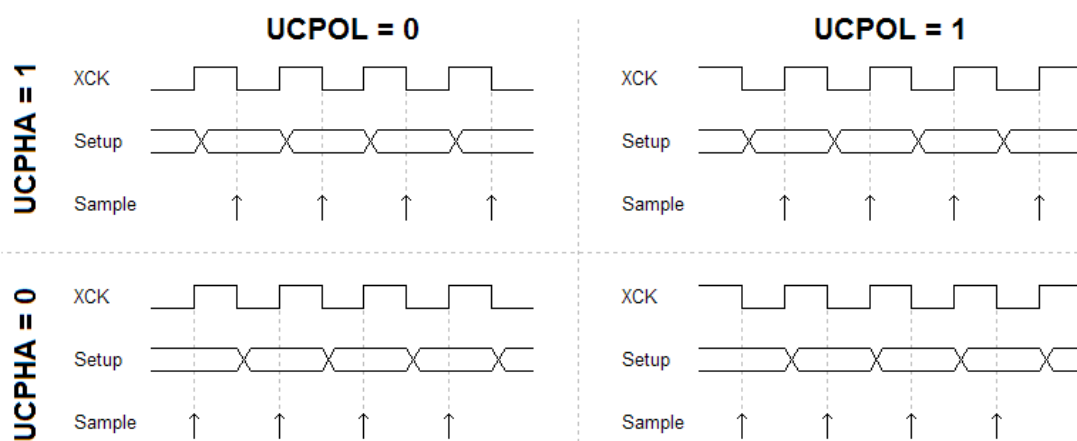 UCPOL = 0
UCPOL = 1
UCPHA = 1
XCK
Setup
Sample
XCK
Setup
Sample
UCPHA = 0
XCK
Setup
Sample
XCK
Setup
Sample